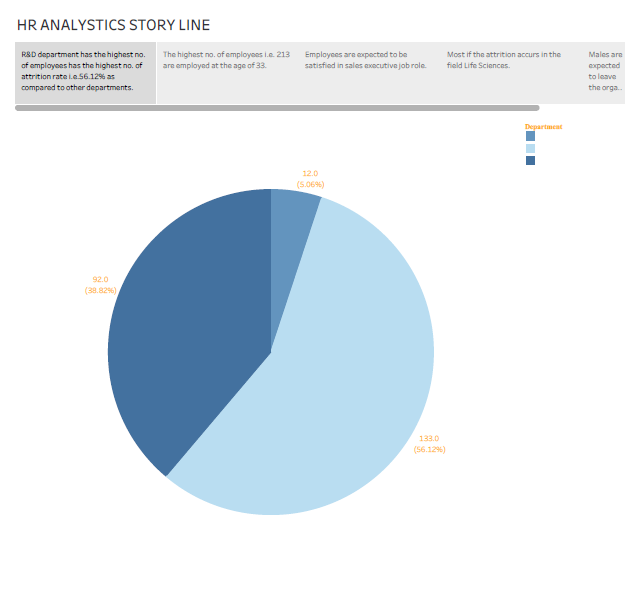 HR ANALYSTICS STORY LINE
R&D department has the highest no.
of employees has the highest no. of
attrition rate i.e.56.12% as
compared to other departments.
The highest no. of employees i.e. 213
are employed at the age of 33.
Employees are expected to be
satisfied in sales executive job role.
Most if the attrition accurs in the
field Life Sciences.
Males are
expected
to leave
the orga..
Department
12.0
(5.06%)
92.0
(38.82%)
133.0
(56.12%)